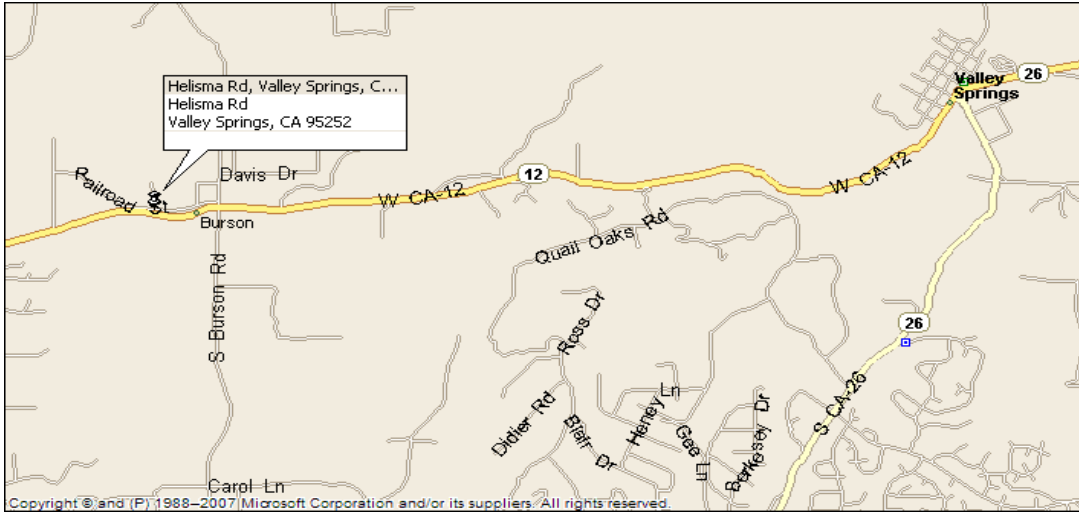 26
Valley
Springs
Helisma Rd, Valley Springs, C...
Helisma Rd
Valley Springs, CA 95252
Railroad St
Davis Dr
12
W CA-12
W CA-12
Burson
Quail Oaks Rd
S Burson Rd
Ross Dr
26
S CA-26
Didier Rd
Blair Dr
Heney Ln
Gee Ln
Berkesey Dr
Carol Ln
Copyright © and (P) 1988–2007 Microsoft Corporation and/or its suppliers. All rights reserved.